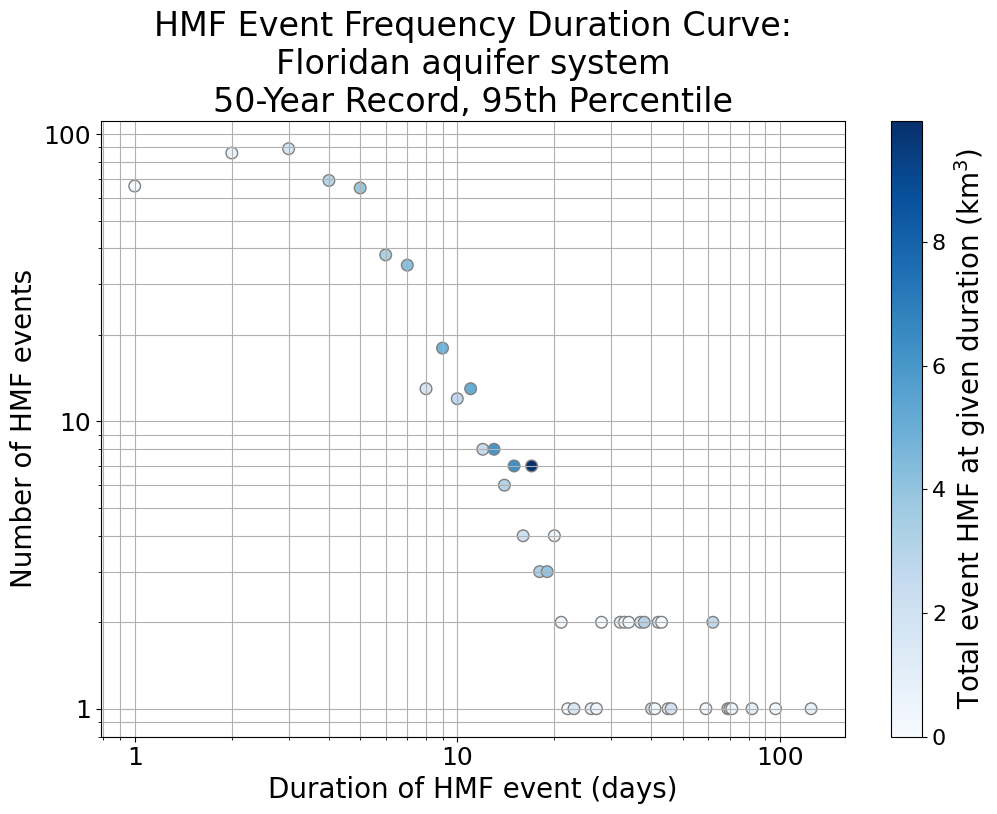 HMF Event Frequency Duration Curve:
Floridan aquifer system
50-Year Record, 95th Percentile
Number of HMF events
100
10
1
1
10
100
Duration of HMF event (days)
8
6
4
2
0
Total event HMF at given duration (km³)